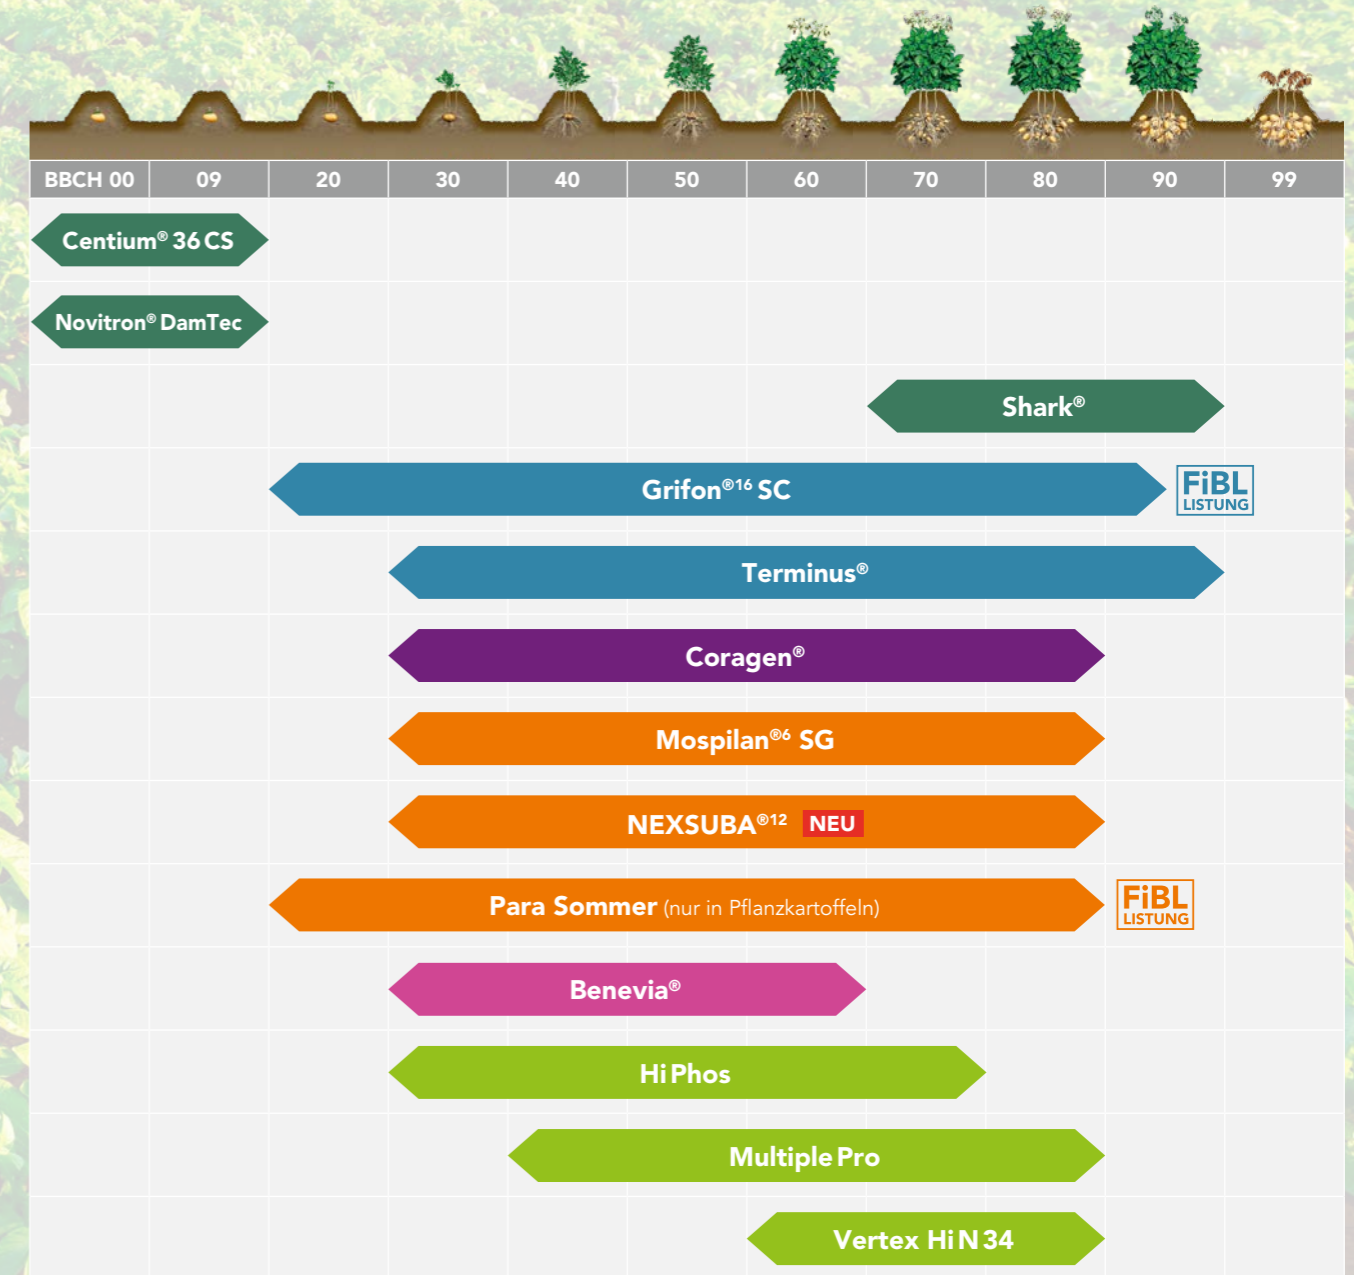 BBCH 00 09 20 30 40 50 60 70 80 90 99
Centium® 36 CS
Novitron® DamTec
Shark®
Grifon®16 SC
FiBL
LISTUNG
Terminus®
Coragen®
Mospilan®6 SG
NEXSUBA®12 NEU
Para Sommer (nur in Pflanzkartoffeln)
FiBL
LISTUNG
Benevia®
Hi Phos
Multiple Pro
Vertex Hi N 34